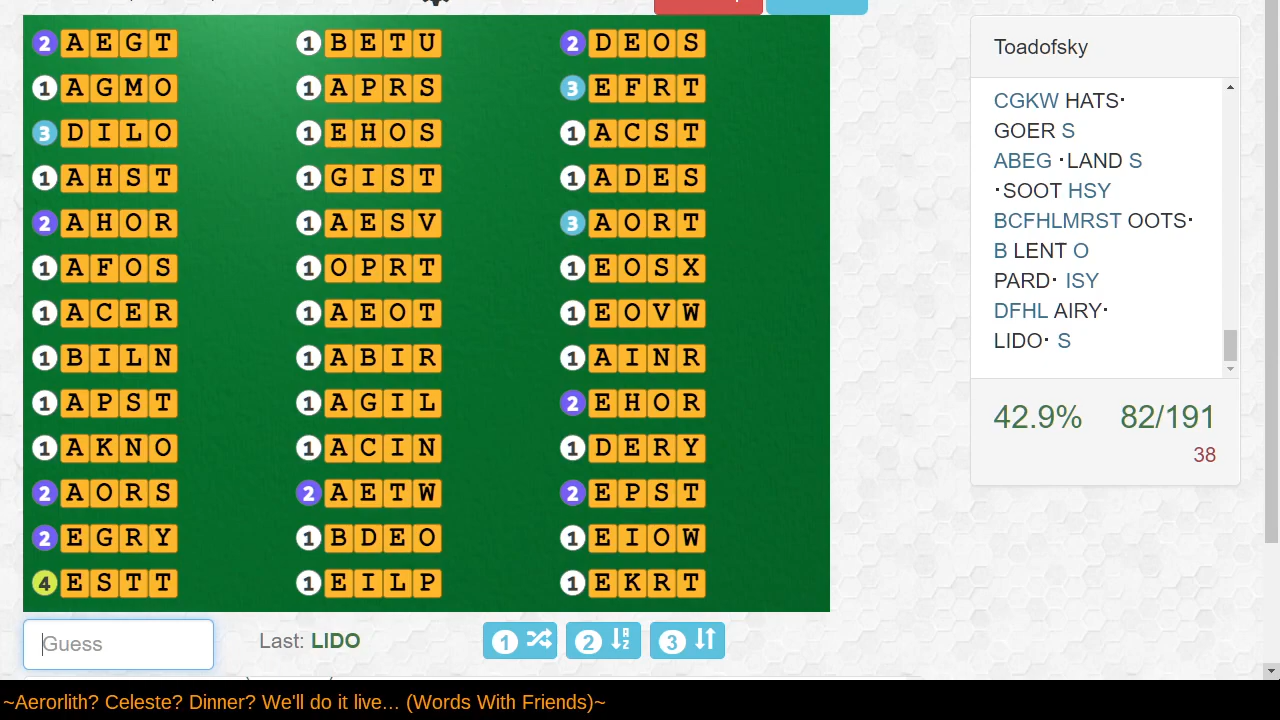 2 A E G T 1 B E T U 2 D E O S
1 A G M O 1 A P R S 3 E F R T
3 D I L O 1 E H O S 1 A C S T
1 A H S T 1 G I S T 1 A D E S
2 A H O R 1 A E S V 3 A O R T
1 A F O S 1 O P R T 1 E O S X
1 A C E R 1 A E O T 1 E O V W
1 B I L N 1 A B I R 1 A I N R
1 A P S T 1 A G I L 2 E H O R
1 A K N O 1 A C I N 1 D E R Y
2 A O R S 2 A E T W 2 E P S T
2 E G R Y 1 B D E O 1 E I O W
4 E S T T 1 E I L P 1 E K R T
Guess
Last: LIDO
1 2 3
Toadofsky
CGKW HATS·
GOER S
ABEG ·LAND S
·SOOT HSY
BCFHLMRST OOTS·
B LENT O
PARD· ISY
DFHL AIRY·
LIDO· S
42.9% 82/191
38
~Aerorlith? Celeste? Dinner? We'll do it live... (Words With Friends)~